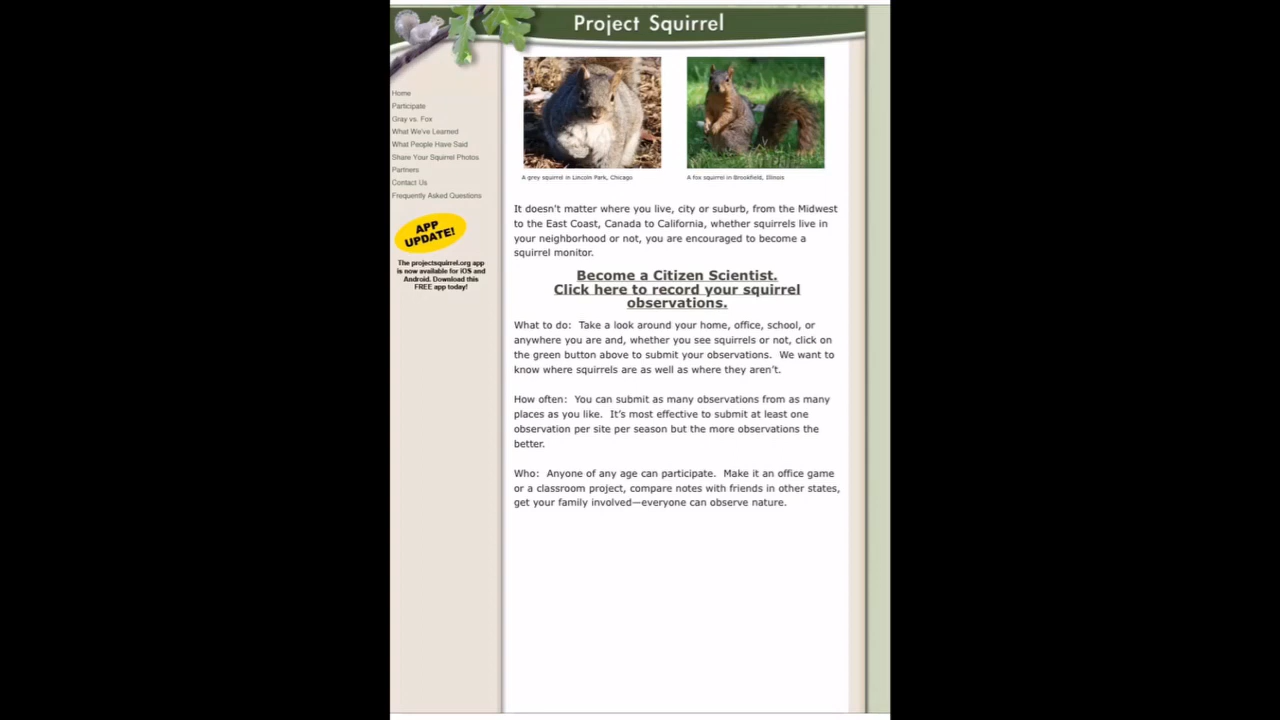 Project Squirrel
Home
Participate
Gray vs. Fox
What We've Learned
What People Have Said
Share Your Squirrel Photos
Partners
Contact Us
Frequently Asked Questions
APP
UPDATE!
The projectsquirrel.org app
is now available for iOS and
Android. Download this
FREE app today!
A grey squirrel in Lincoln Park, Chicago
A fox squirrel in Brookfield, Illinois
It doesn't matter where you live, city or suburb, from the Midwest
to the East Coast, Canada to California, whether squirrels live in
your neighborhood or not, you are encouraged to become a
squirrel monitor.
Become a Citizen Scientist.
Click here to record your squirrel
observations.
What to do:  Take a look around your home, office, school, or
anywhere you are and, whether you see squirrels or not, click on
the green button above to submit your observations.  We want to
know where squirrels are as well as where they aren't.
How often:  You can submit as many observations from as many
places as you like.  It's most effective to submit at least one
observation per site per season but the more observations the
better.
Who:  Anyone of any age can participate.  Make it an office game
or a classroom project, compare notes with friends in other states,
get your family involved—everyone can observe nature.